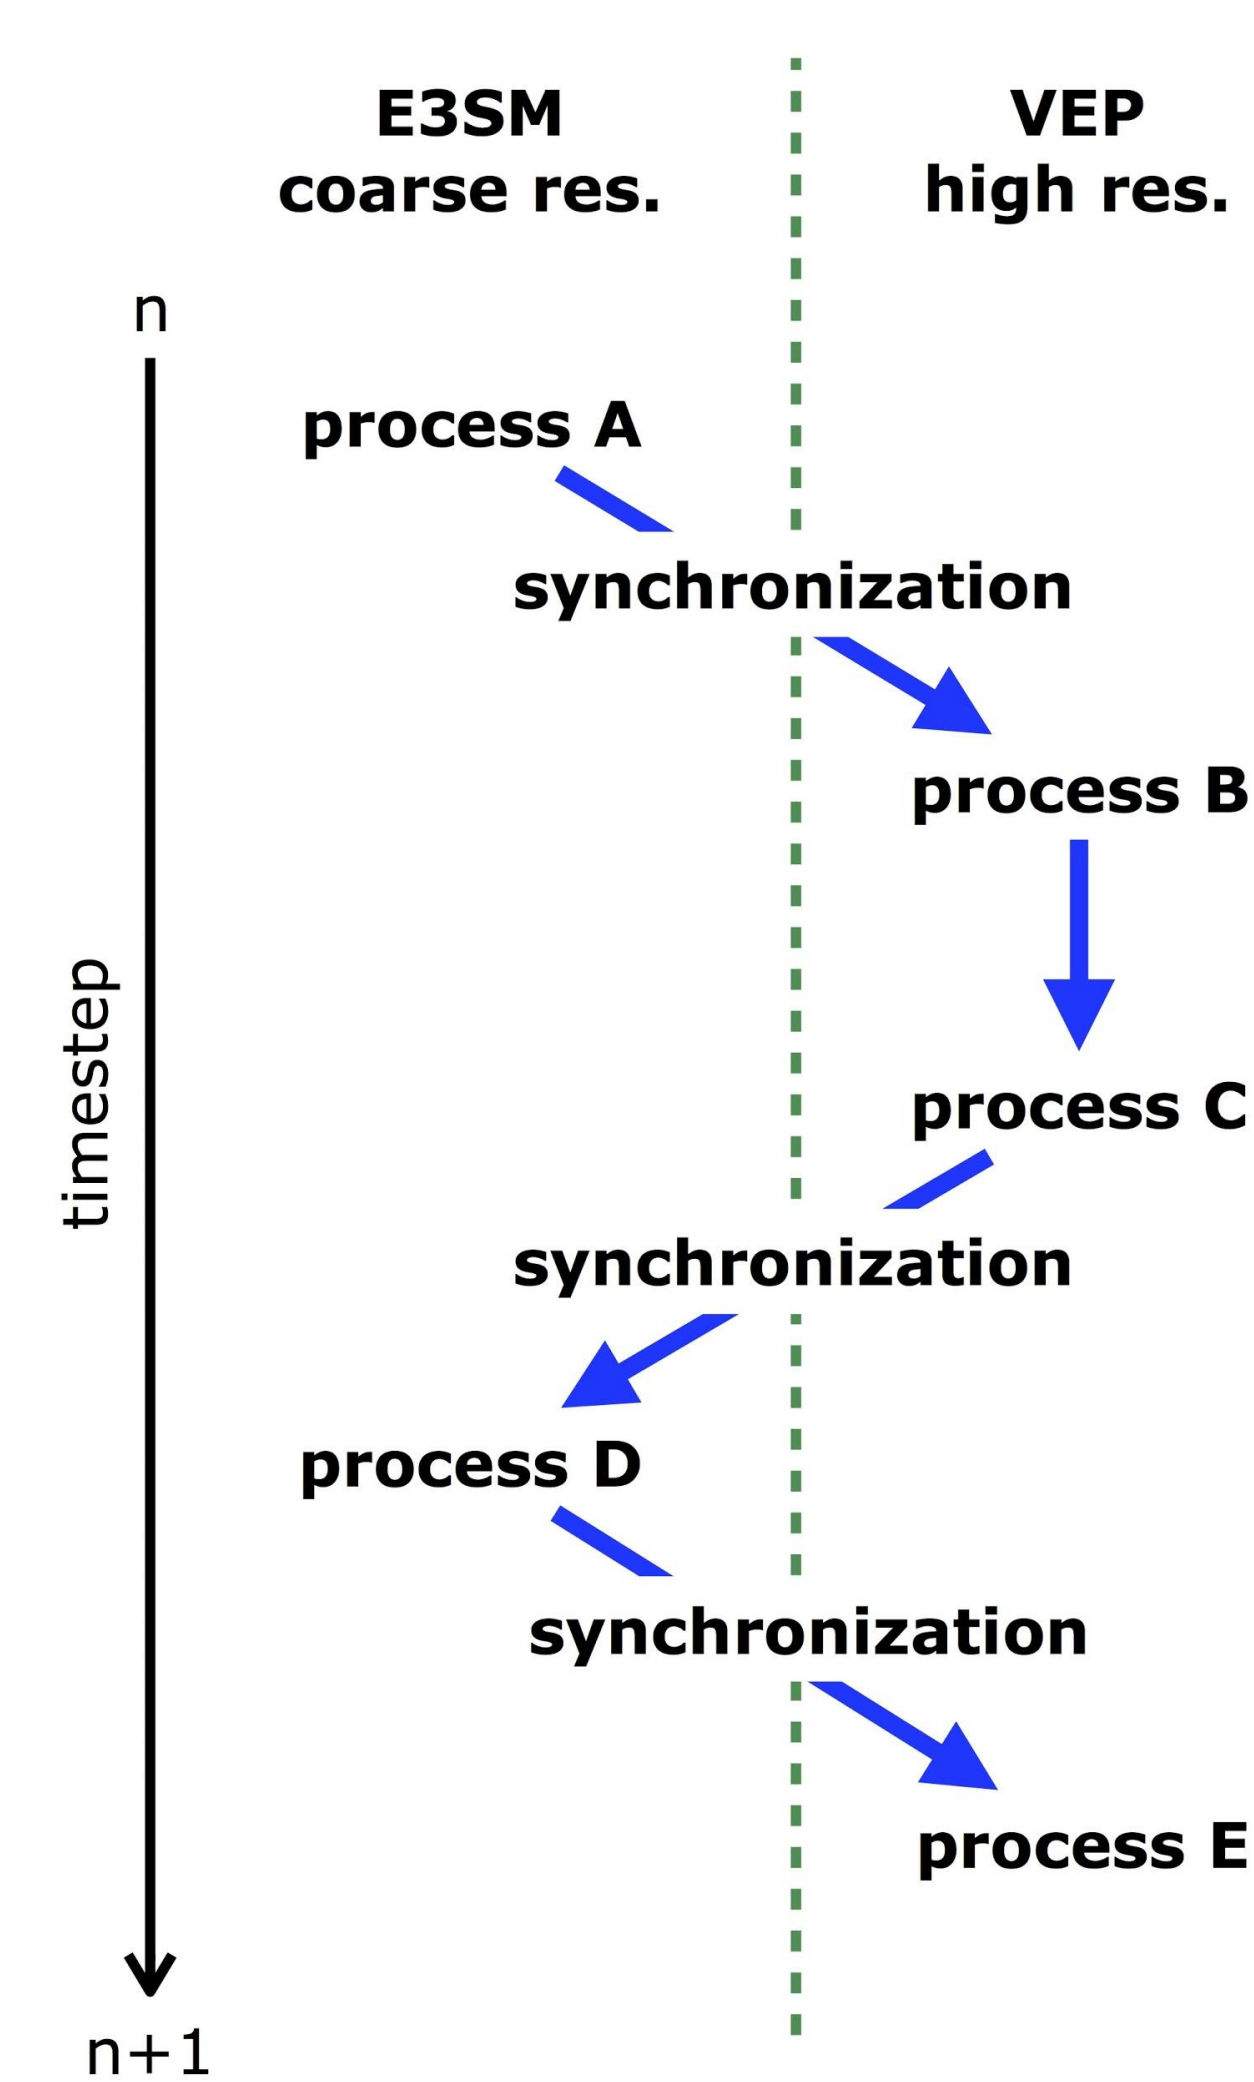 E3SM
coarse res.
VEP
high res.
n
process A
synchronization
process B
timestep
process C
synchronization
process D
synchronization
process E
n+1